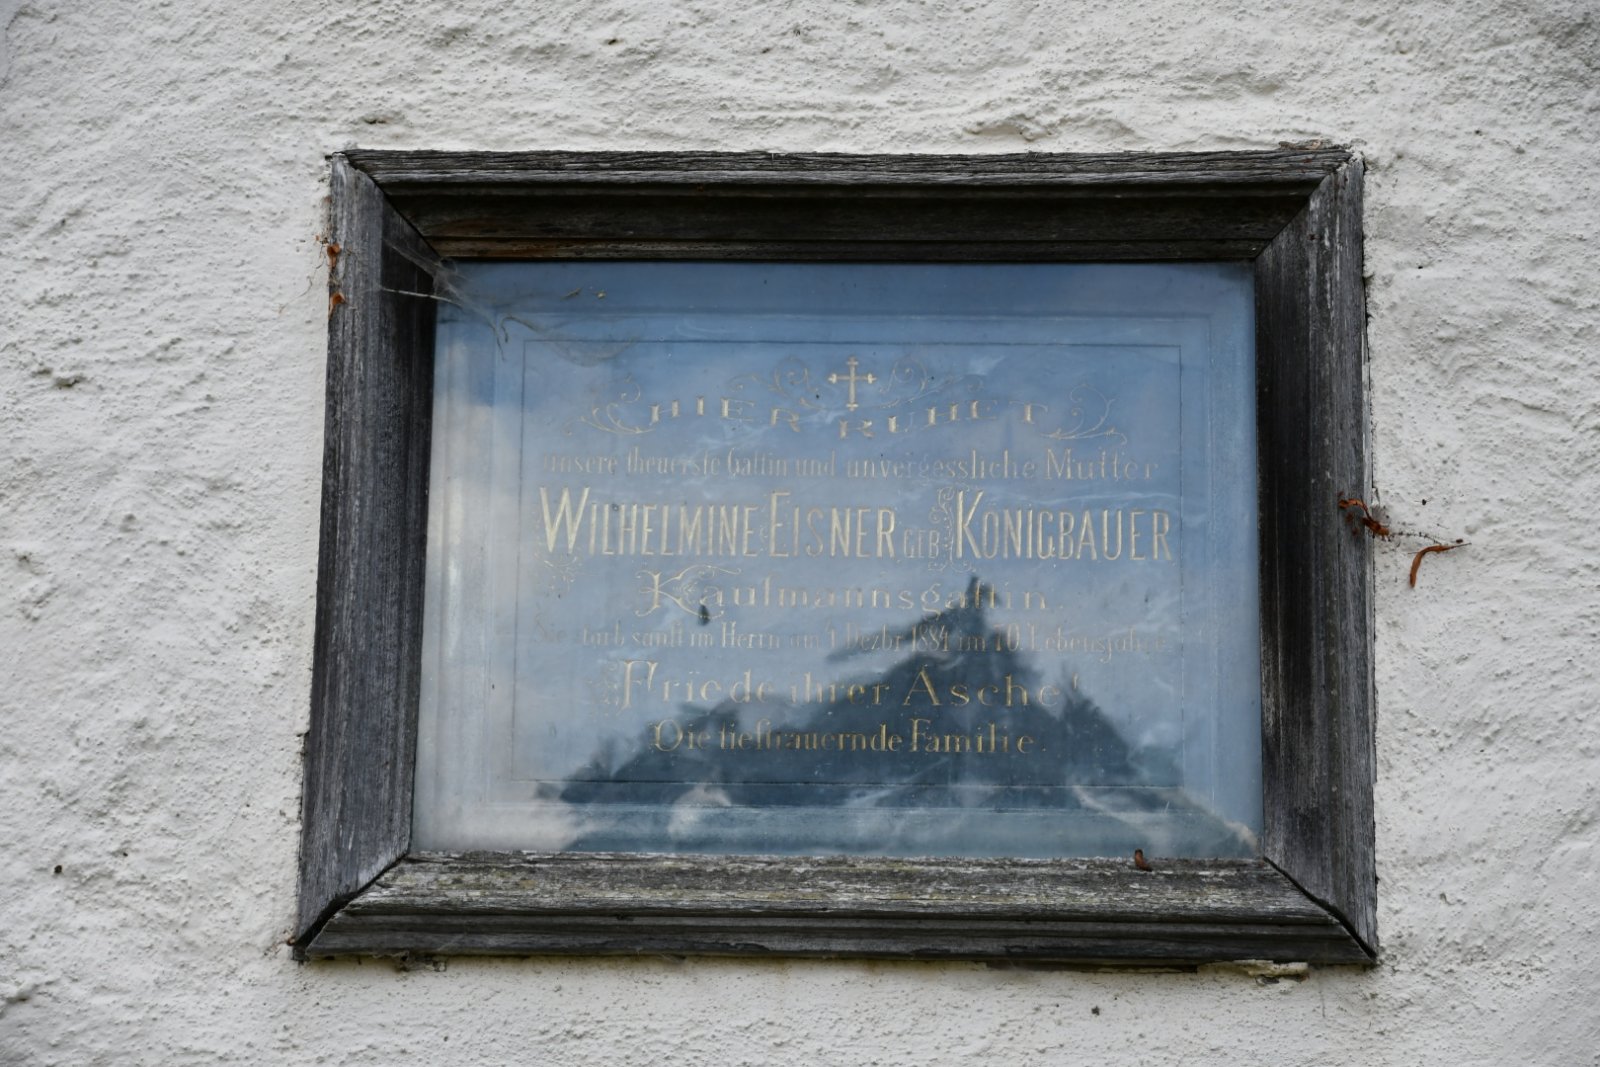 HIER RUHET
unsere theuerste Gattin und unvergessliche Mutter
WILHELMINE EISNER GEB. KÖNIGBAUER
Kaufmannsgattin.
Sie starb sanft im Herrn am Dezbr 1884 im 70. Lebensjahre.
Friede ihrer Asche!
Die tieftrauernde Familie.